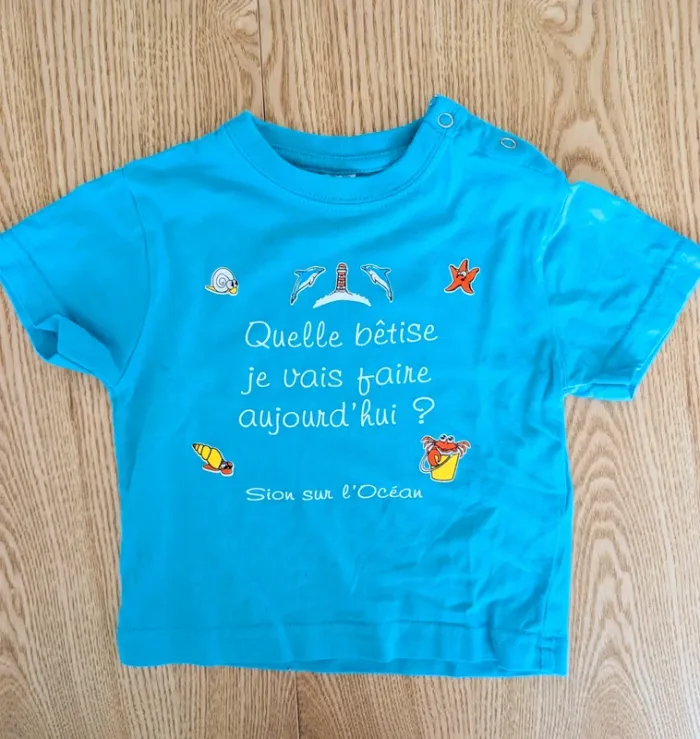 Quelle bêtise
je vais faire
aujourd'hui ?
Sion sur l'Océan